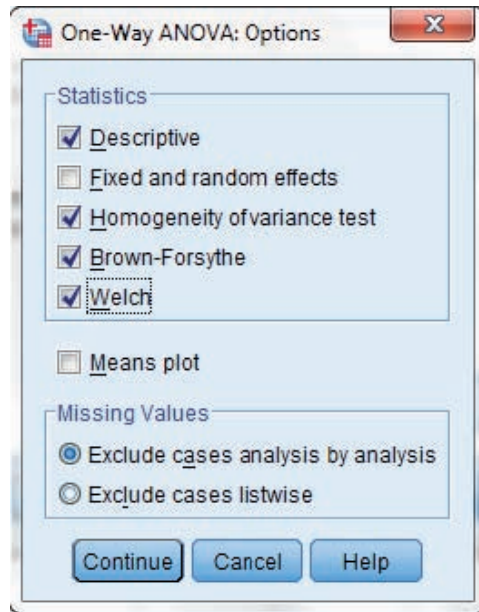 One-Way ANOVA: Options
Statistics
Descriptive
Fixed and random effects
Homogeneity of variance test
Brown-Forsythe
Welch
Means plot
Missing Values
Exclude cases analysis by analysis
Exclude cases listwise
Continue Cancel Help